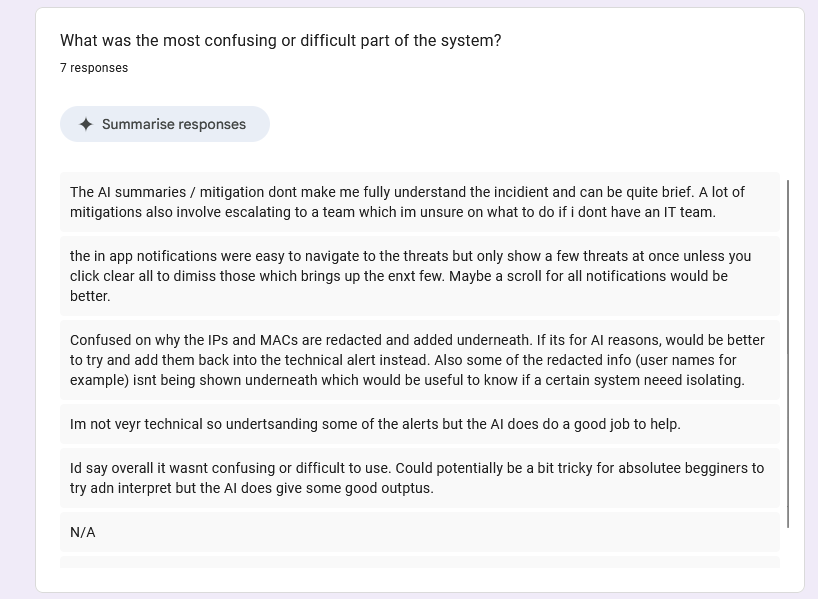 What was the most confusing or difficult part of the system?
7 responses
Summarise responses
The AI summaries / mitigation dont make me fully understand the incidient and can be quite brief. A lot of
mitigations also involve escalating to a team which im unsure on what to do if i dont have an IT team.
the in app notifications were easy to navigate to the threats but only show a few threats at once unless you
click clear all to dimiss those which brings up the enxt few. Maybe a scroll for all notifications would be
better.
Confused on why the IPs and MACs are redacted and added underneath. If its for AI reasons, would be better
to try and add them back into the technical alert instead. Also some of the redacted info (user names for
example) isnt being shown underneath which would be useful to know if a certain system neeed isolating.
Im not veyr technical so undertsanding some of the alerts but the AI does do a good job to help.
Id say overall it wasnt confusing or difficult to use. Could potentially be a bit tricky for absolutee begginers to
try adn interpret but the AI does give some good outptus.
N/A